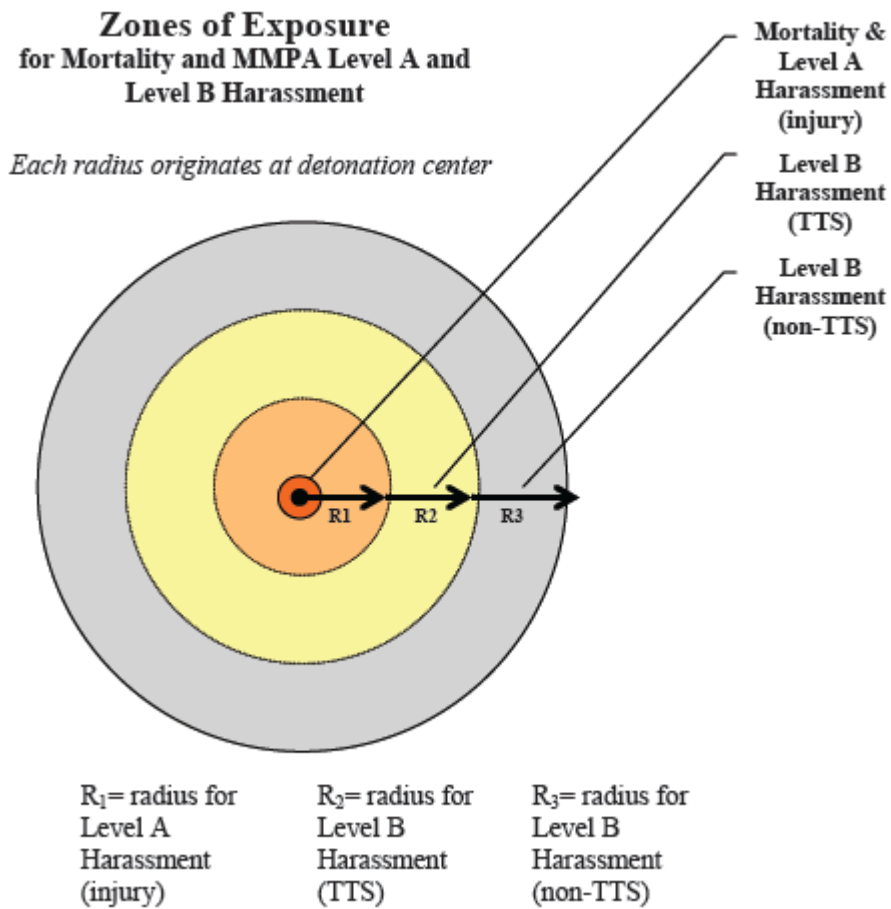 Zones of Exposure
for Mortality and MMPA Level A and
Level B Harassment
Each radius originates at detonation center
Mortality &
Level A
Harassment
(injury)
Level B
Harassment
(TTS)
Level B
Harassment
(non-TTS)
R1
R2
R3
R₁= radius for
Level A
Harassment
(injury)
R₂= radius for
Level B
Harassment
(TTS)
R₃= radius for
Level B
Harassment
(non-TTS)